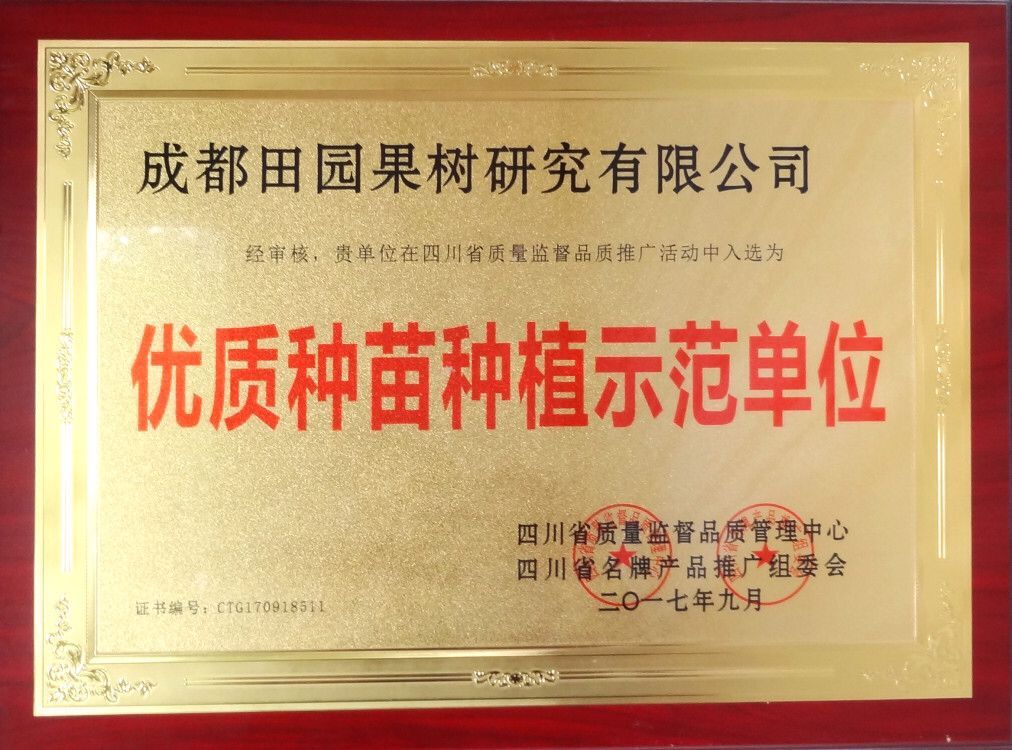 成都田园果树研究有限公司
经审核，贵单位在四川省质量监督品质推广活动中入选为
优质种苗种植示范单位
四川省质量监督品质管理中心
四川省名牌产品推广组委会
二〇一七年九月
证书编号：CTG170918511